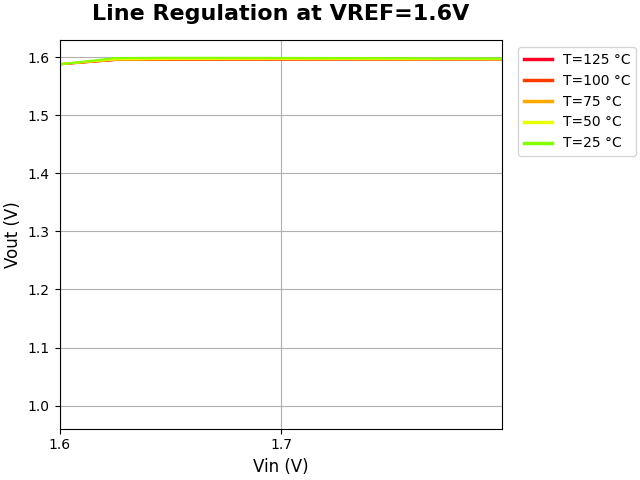 Line Regulation at VREF=1.6V
T=125 °C
T=100 °C
T=75 °C
T=50 °C
T=25 °C
Vout (V)
1.6
1.5
1.4
1.3
1.2
1.1
1.0
1.6
1.7
Vin (V)